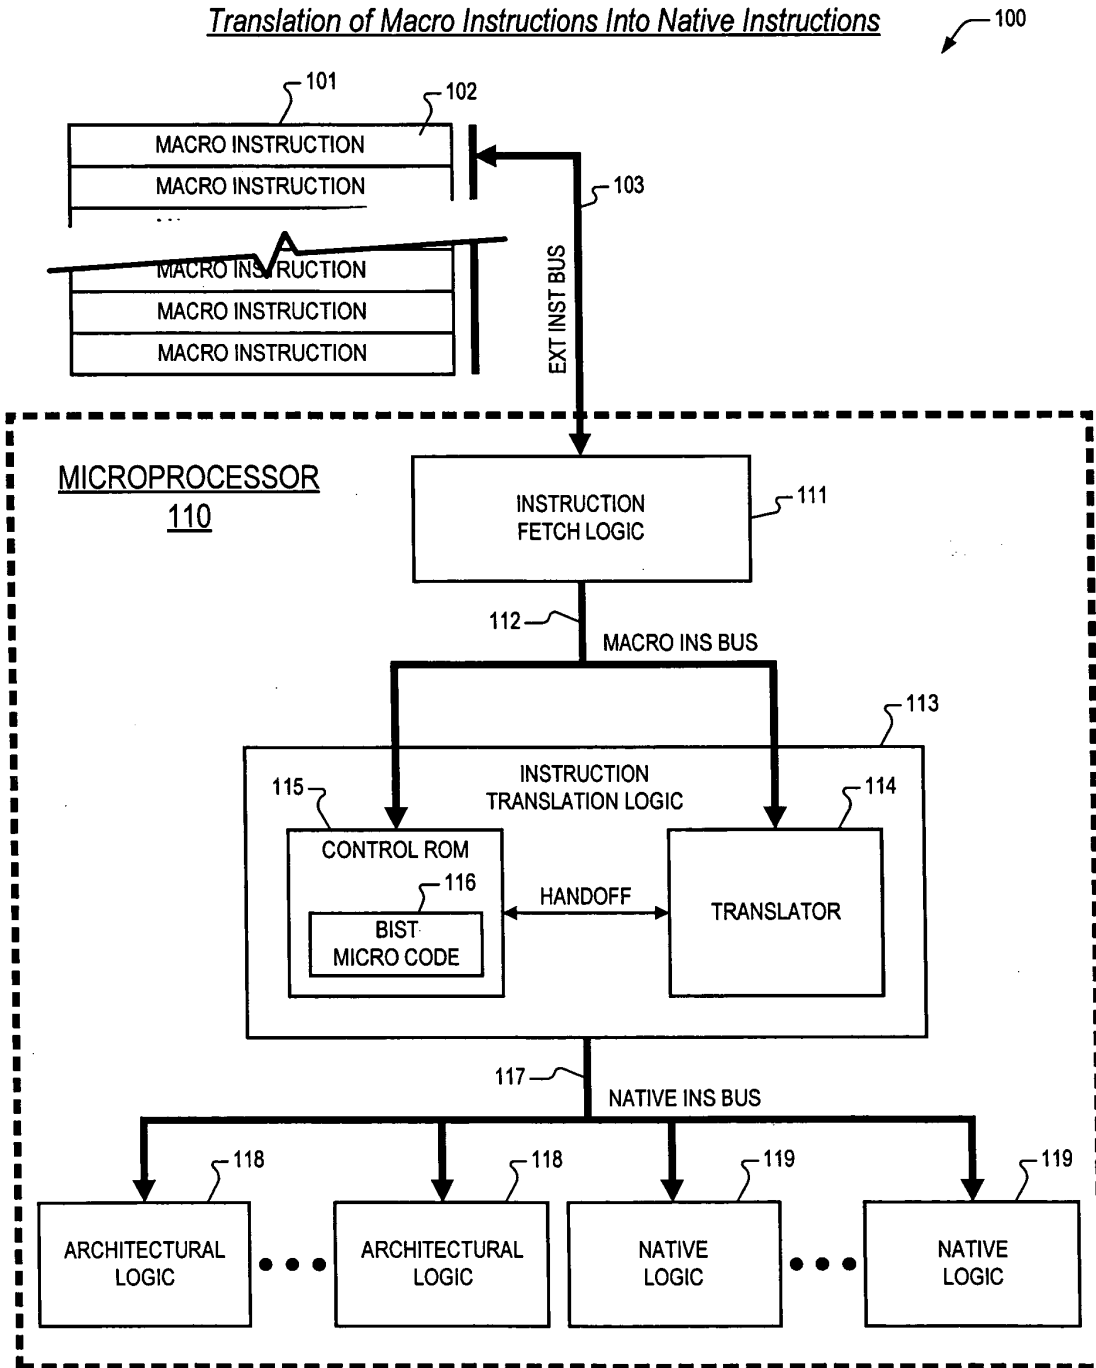 Translation of Macro Instructions Into Native Instructions
100
101
102
MACRO INSTRUCTION
MACRO INSTRUCTION
...
103
MACRO INSTRUCTION
MACRO INSTRUCTION
MACRO INSTRUCTION
EXT INST BUS
MICROPROCESSOR
110
INSTRUCTION
FETCH LOGIC
111
112
MACRO INS BUS
113
INSTRUCTION
TRANSLATION LOGIC
115
114
CONTROL ROM
116
BIST
MICRO CODE
HANDOFF
TRANSLATOR
117
NATIVE INS BUS
118
118
119
119
ARCHITECTURAL
LOGIC
ARCHITECTURAL
LOGIC
NATIVE
LOGIC
NATIVE
LOGIC